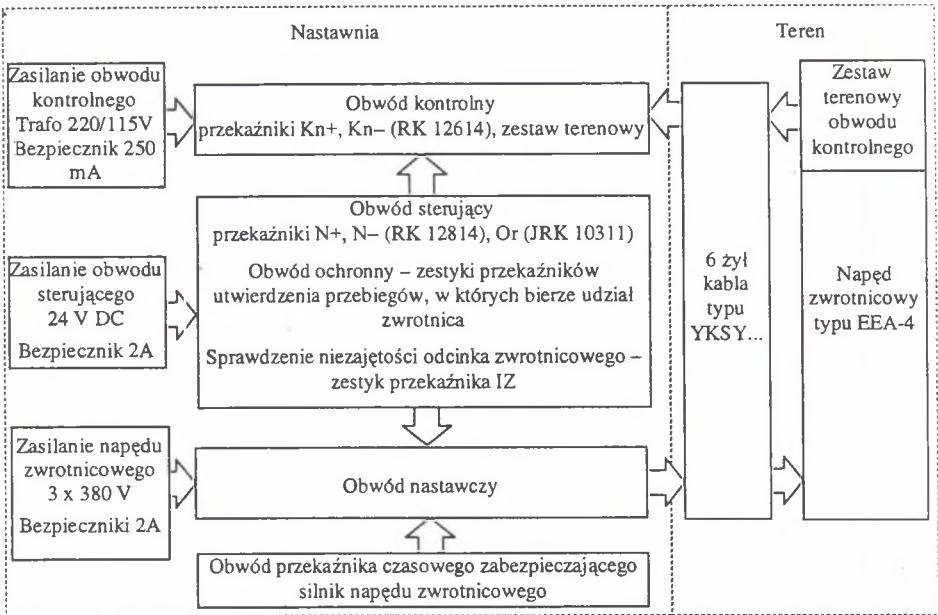 Nastawnia
Teren
Zasilanie obwodu
kontrolnego
Trafo 220/115V
Bezpiecznik 250
mA
Obwód kontrolny
przekaźniki Kn+, Kn– (RK 12614), zestaw terenowy
Zestaw
terenowy
obwodu
kontrolnego
Obwód sterujący
przekaźniki N+, N– (RK 12814), Or (JRK 10311)
Obwód ochronny – zestyki przekaźników
utwierdzenia przebiegów, w których bierze udział
zwrotnica
Sprawdzenie niezajętości odcinka zwrotnicowego –
zestyk przekaźnika IZ
Zasilanie obwodu
sterującego
24 V DC
Bezpiecznik 2A
6 żył
kabla
typu
YKSY...
Napęd
zwrotnicowy
typu EEA-4
Zasilanie napędu
zwrotnicowego
3 x 380 V
Bezpieczniki 2A
Obwód nastawczy
Obwód przekaźnika czasowego zabezpieczającego
silnik napędu zwrotnicowego